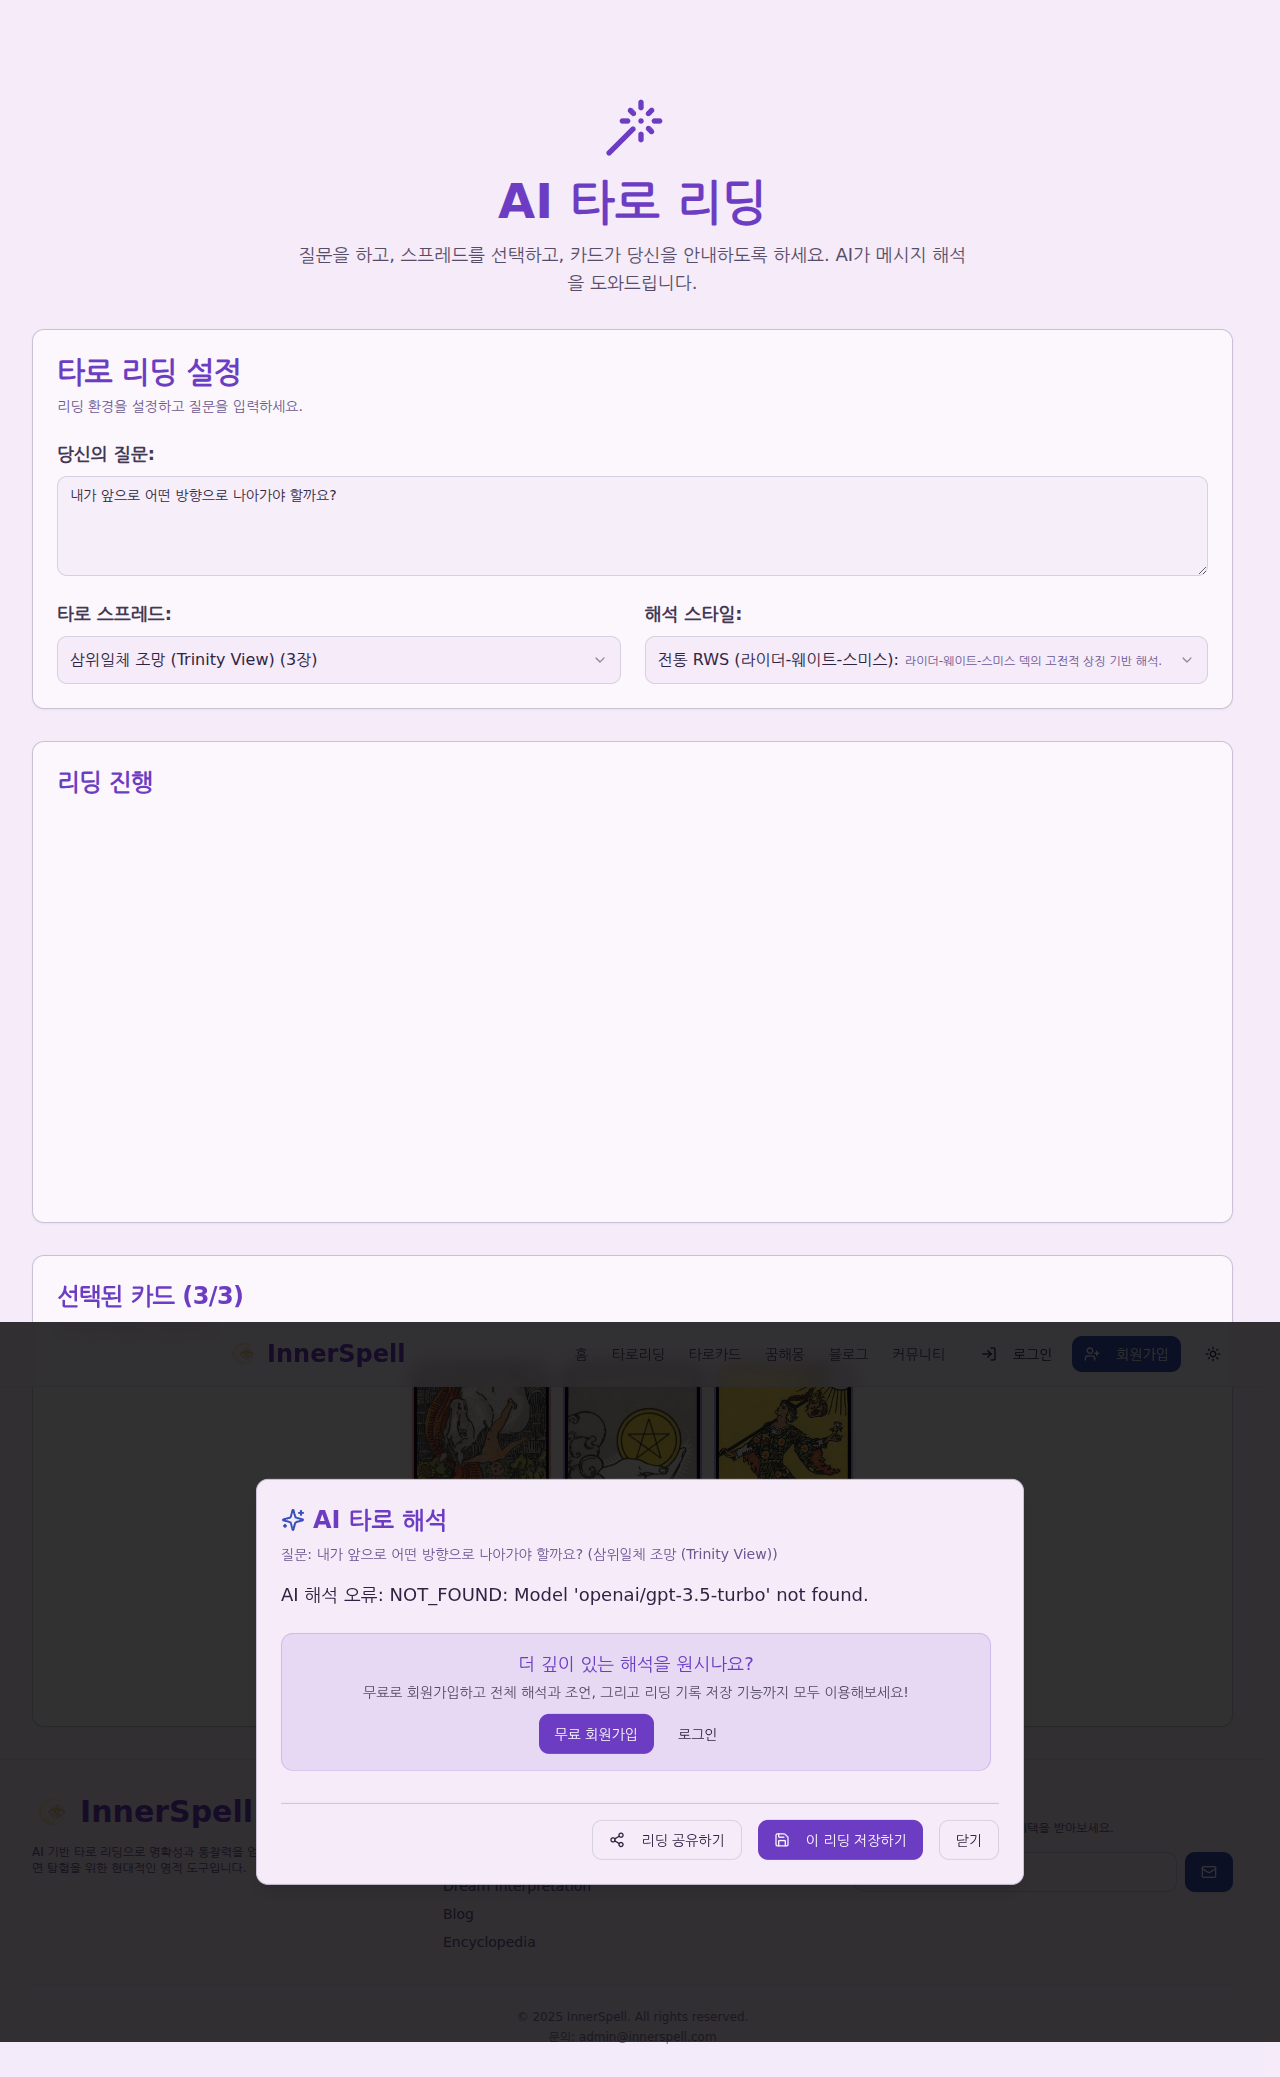 AI 타로 리딩
질문을 하고, 스프레드를 선택하고, 카드가 당신을 안내하도록 하세요. AI가 메시지 해석
을 도와드립니다.
타로 리딩 설정
리딩 환경을 설정하고 질문을 입력하세요.
당신의 질문:
내가 앞으로 어떤 방향으로 나아가야 할까요?
타로 스프레드:
해석 스타일:
삼위일체 조망 (Trinity View) (3장)
전통 RWS (라이더-웨이트-스미스): 라이더-웨이트-스미스 덱의 고전적 상징 기반 해석.
리딩 진행
선택된 카드 (3/3)
InnerSpell
홈 타로리딩 타로카드 꿈해몽 블로그 커뮤니티 로그인 회원가입
AI 타로 해석
질문: 내가 앞으로 어떤 방향으로 나아가야 할까요? (삼위일체 조망 (Trinity View))
AI 해석 오류: NOT_FOUND: Model 'openai/gpt-3.5-turbo' not found.
더 깊이 있는 해석을 원시나요?
무료로 회원가입하고 전체 해석과 조언, 그리고 리딩 기록 저장 기능까지 모두 이용해보세요!
무료 회원가입 로그인
리딩 공유하기 이 리딩 저장하기 닫기
InnerSpell
AI 기반 타로 리딩으로 명확성과 통찰력을
면 탐험을 위한 현대적인 영적 도구입니다.
받아보세요.
Dream Interpretation
Blog
Encyclopedia
© 2025 InnerSpell. All rights reserved.
문의: admin@innerspell.com